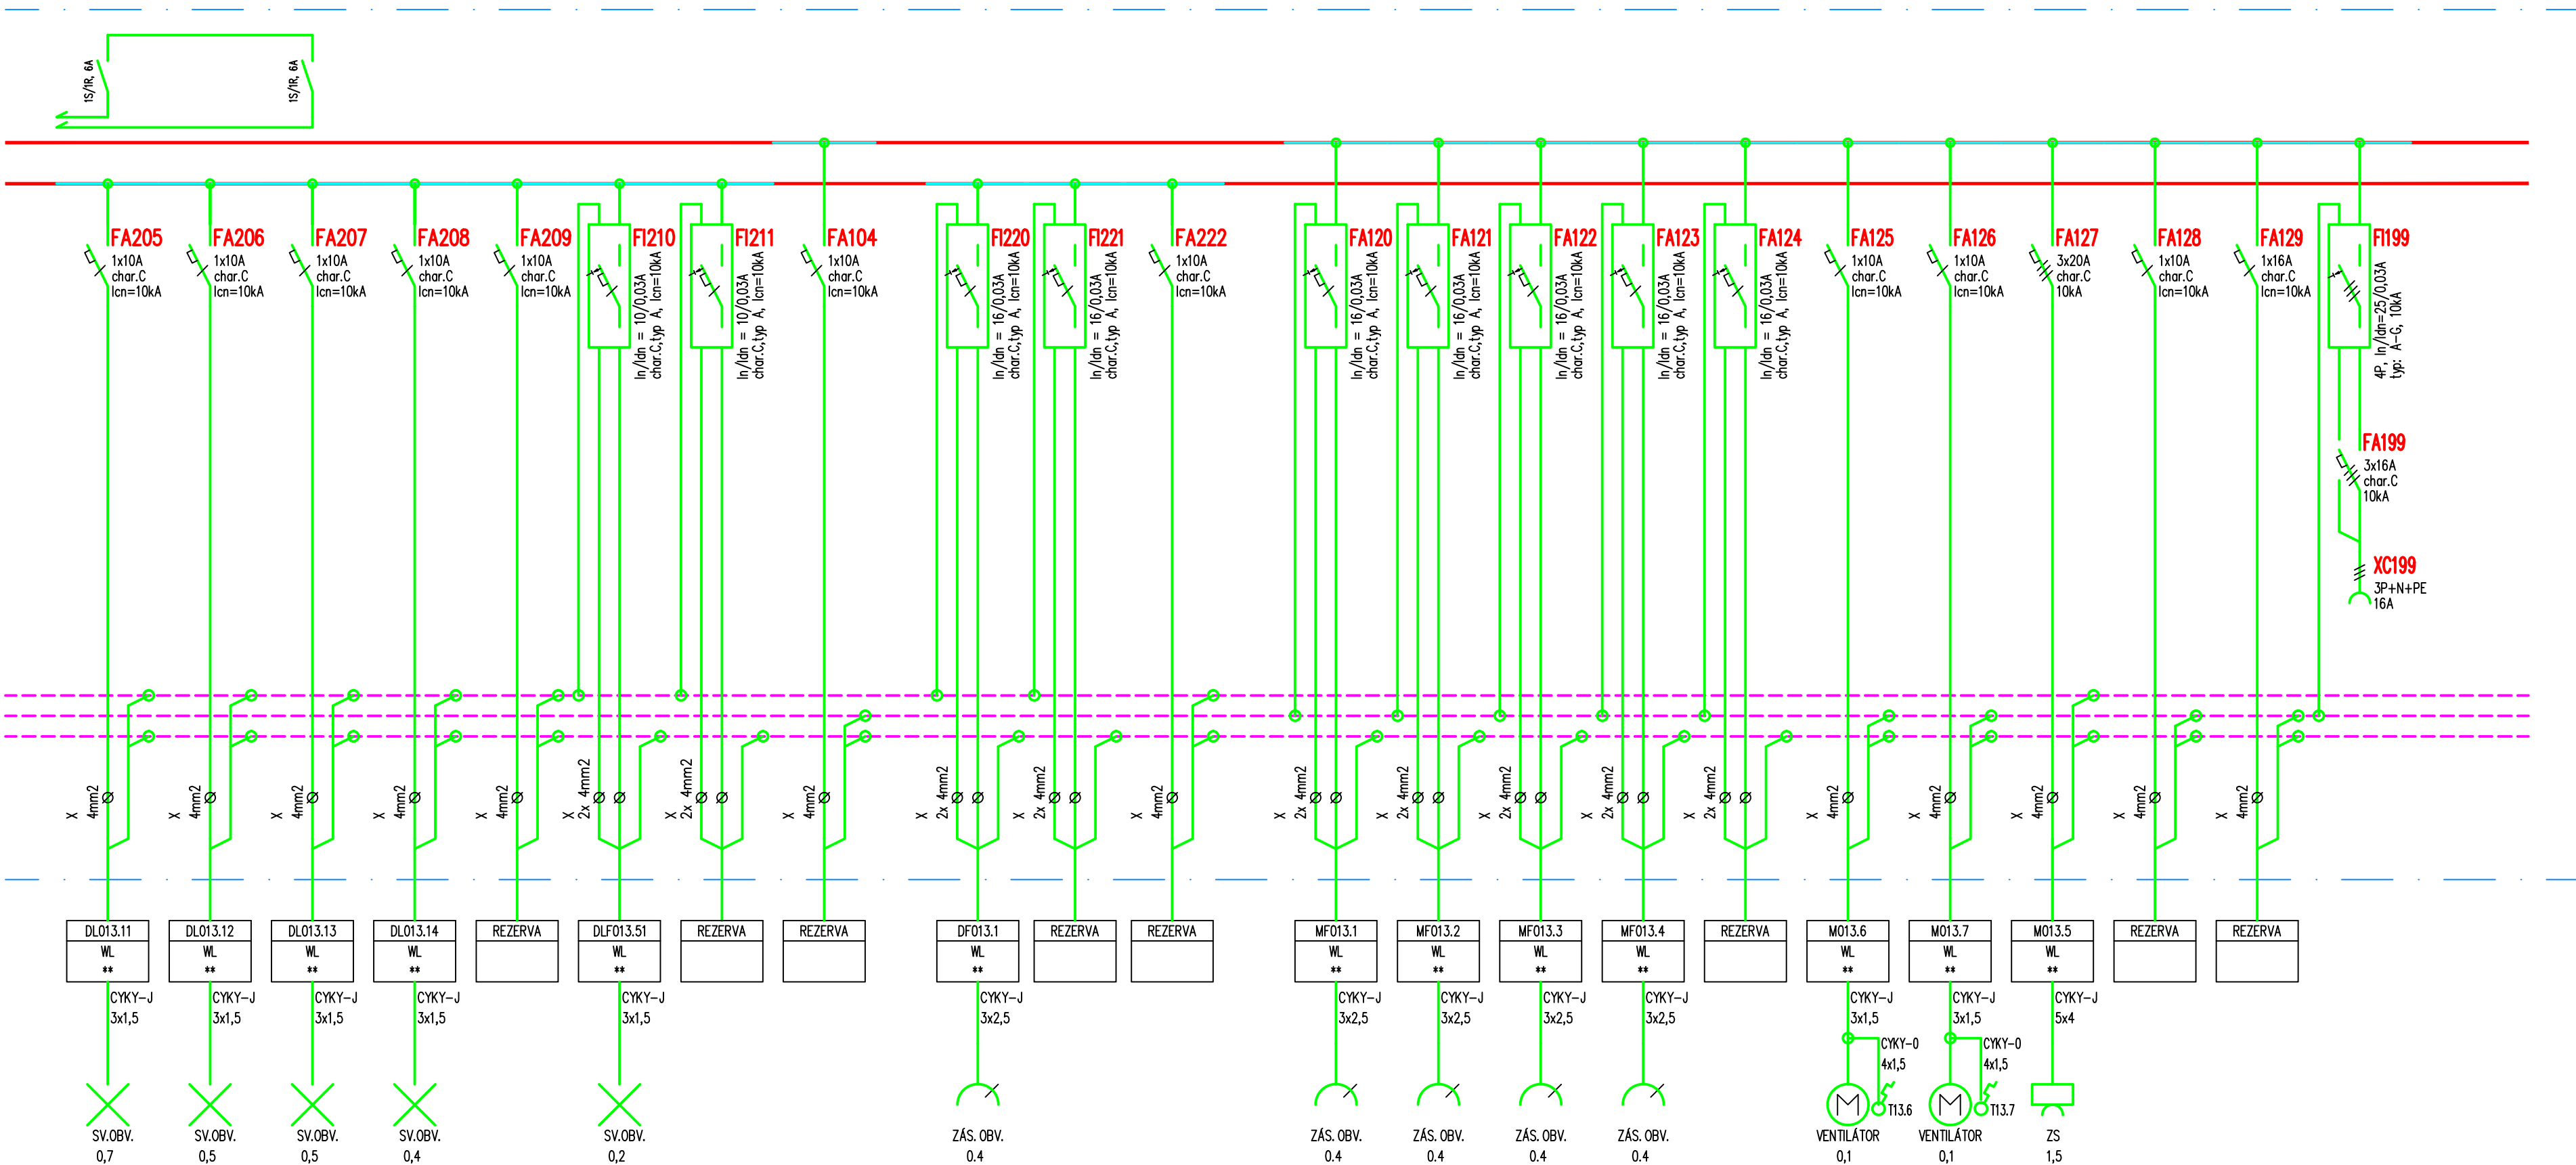 1S/1R, 6A
1S/1R, 6A
FA205
1x10A
char.C
Icn=10kA
FA206
1x10A
char.C
Icn=10kA
FA207
1x10A
char.C
Icn=10kA
FA208
1x10A
char.C
Icn=10kA
FA209
1x10A
char.C
Icn=10kA
FI210
In/Idn = 10/0,03A
char.C,typ A, Icn=10kA
FI211
In/Idn = 10/0,03A
char.C,typ A, Icn=10kA
FA104
1x10A
char.C
Icn=10kA
FI220
In/Idn = 16/0,03A
char.C,typ A, Icn=10kA
FI221
In/Idn = 16/0,03A
char.C,typ A, Icn=10kA
FA222
1x10A
char.C
Icn=10kA
FA120
In/Idn = 16/0,03A
char.C,typ A, Icn=10kA
FA121
In/Idn = 16/0,03A
char.C,typ A, Icn=10kA
FA122
In/Idn = 16/0,03A
char.C,typ A, Icn=10kA
FA123
In/Idn = 16/0,03A
char.C,typ A, Icn=10kA
FA124
In/Idn = 16/0,03A
char.C,typ A, Icn=10kA
FA125
1x10A
char.C
Icn=10kA
FA126
1x10A
char.C
Icn=10kA
FA127
3x20A
char.C
10kA
FA128
1x10A
char.C
Icn=10kA
FA129
1x16A
char.C
Icn=10kA
FI199
4P, In/Idn=25/0,03A
typ: A-G, 10kA
FA199
3x16A
char.C
10kA
XC199
3P+N+PE
16A
X
4mm2
X
4mm2
X
4mm2
X
4mm2
X
4mm2
X
2x 4mm2
X
2x 4mm2
X
4mm2
X
2x 4mm2
X
2x 4mm2
X
4mm2
X
2x 4mm2
X
2x 4mm2
X
2x 4mm2
X
2x 4mm2
X
2x 4mm2
X
4mm2
X
4mm2
X
4mm2
X
4mm2
X
4mm2
DL013.11
WL
**
CYKY-J
3x1,5
SV.OBV.
0,7
DL013.12
WL
**
CYKY-J
3x1,5
SV.OBV.
0,5
DL013.13
WL
**
CYKY-J
3x1,5
SV.OBV.
0,5
DL013.14
WL
**
CYKY-J
3x1,5
SV.OBV.
0,4
REZERVA
DLF013.51
WL
**
CYKY-J
3x1,5
SV.OBV.
0,2
REZERVA
REZERVA
DF013.1
WL
**
CYKY-J
3x2,5
ZÁS. OBV.
0.4
REZERVA
REZERVA
MF013.1
WL
**
CYKY-J
3x2,5
ZÁS. OBV.
0.4
MF013.2
WL
**
CYKY-J
3x2,5
ZÁS. OBV.
0.4
MF013.3
WL
**
CYKY-J
3x2,5
ZÁS. OBV.
0.4
MF013.4
WL
**
CYKY-J
3x2,5
ZÁS. OBV.
0.4
REZERVA
M013.6
WL
**
CYKY-J
3x1,5
CYKY-O
4x1,5
M
T13.6
VENTILÁTOR
0,1
M013.7
WL
**
CYKY-J
3x1,5
CYKY-O
4x1,5
M
T13.7
VENTILÁTOR
0,1
M013.5
WL
**
CYKY-J
5x4
ZS
1,5
REZERVA
REZERVA